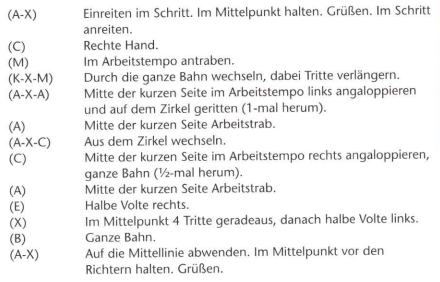 (A-X) Einreiten im Schritt. Im Mittelpunkt halten. Grüßen. Im Schritt
anreiten.
(C) Rechte Hand.
(M) Im Arbeitstempo antraben.
(K-X-M) Durch die ganze Bahn wechseln, dabei Tritte verlängern.
(A-X-A) Mitte der kurzen Seite im Arbeitstempo links angaloppieren
und auf dem Zirkel geritten (1-mal herum).
(A) Mitte der kurzen Seite Arbeitstrab.
(A-X-C) Aus dem Zirkel wechseln.
(C) Mitte der kurzen Seite im Arbeitstempo rechts angaloppieren,
ganze Bahn (½-mal herum).
(A) Mitte der kurzen Seite Arbeitstrab.
(E) Halbe Volte rechts.
(X) Im Mittelpunkt 4 Tritte geradeaus, danach halbe Volte links.
(B) Ganze Bahn.
(A-X) Auf die Mittellinie abwenden. Im Mittelpunkt vor den
Richtern halten. Grüßen.